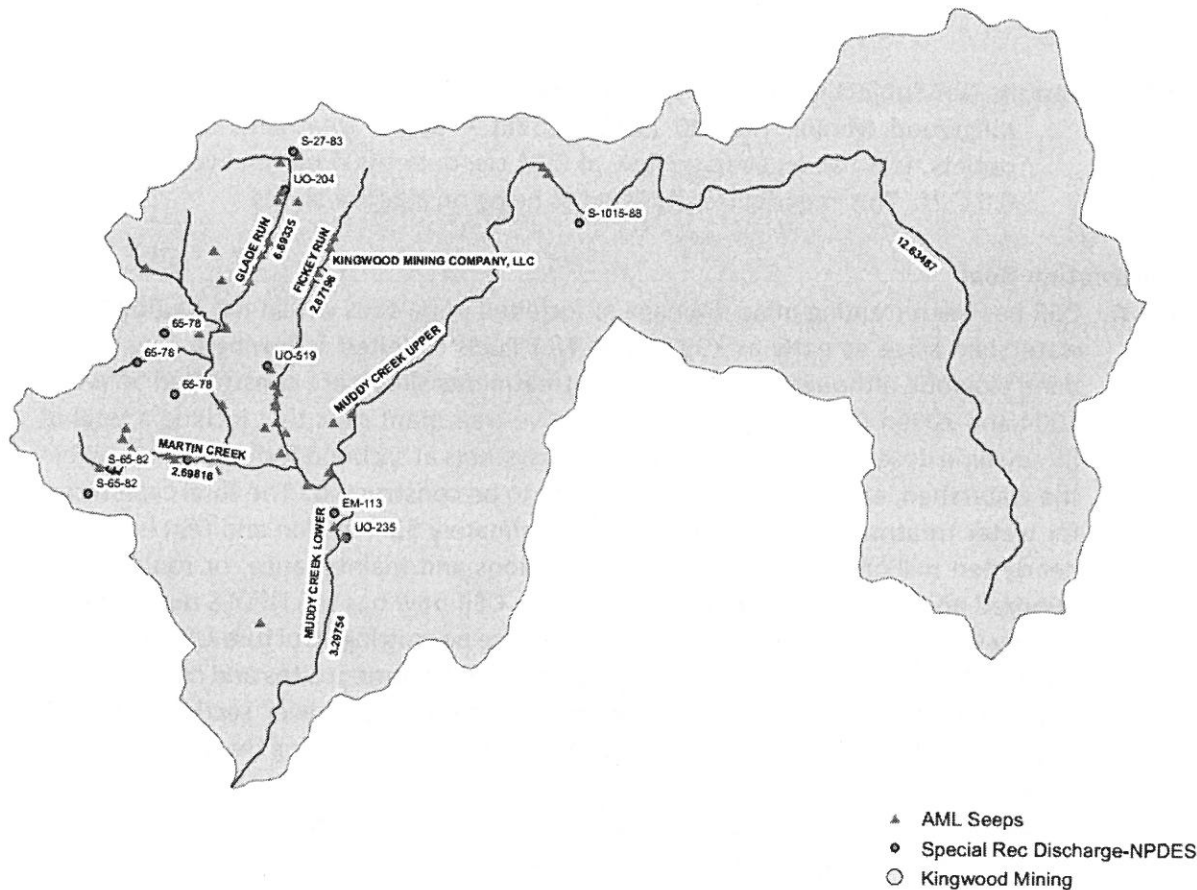 S-27-83
UO-204
GLADE RUN
6.69335
FICKEY RUN
2.87196
KINGWOOD MINING COMPANY, LLC
S-1015-88
12.63487
65-78
65-78
65-78
UO-519
MUDDY CREEK UPPER
MARTIN CREEK
2.69816
S-65-82
S-65-82
EM-113
UO-235
MUDDY CREEK LOWER
3.29754
AML Seeps
Special Rec Discharge-NPDES
Kingwood Mining